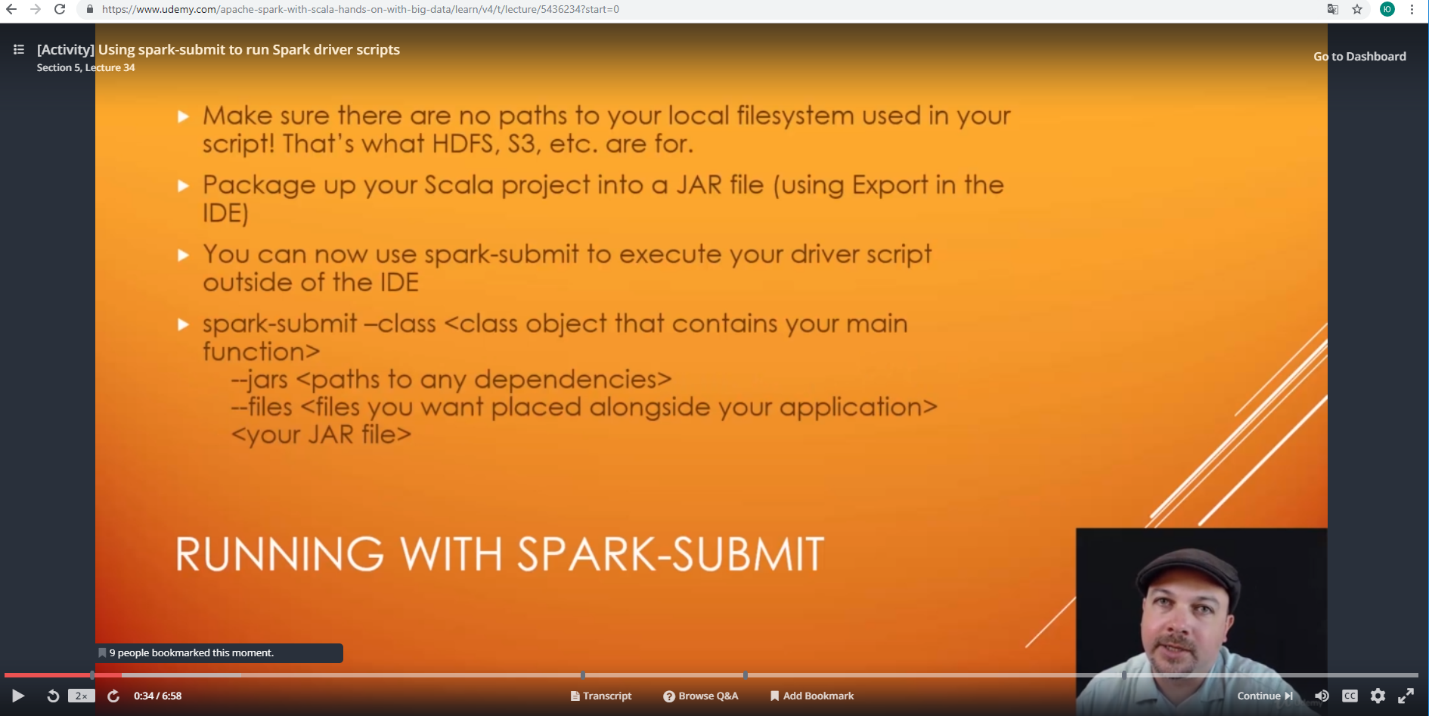 https://www.udemy.com/apache-spark-with-scala-hands-on-with-big-data/learn/v4/t/lecture/5436234?start=0
Ю
[Activity] Using spark-submit to run Spark driver scripts
Section 5, Lecture 34
Go to Dashboard
Make sure there are no paths to your local filesystem used in your
script! That's what HDFS, S3, etc. are for.
Package up your Scala project into a JAR file (using Export in the
IDE)
You can now use spark-submit to execute your driver script
outside of the IDE
spark-submit –class <class object that contains your main
function>
--jars <paths to any dependencies>
--files <files you want placed alongside your application>
<your JAR file>
RUNNING WITH SPARK-SUBMIT
9 people bookmarked this moment.
2x
0:34 / 6:58
Transcript
Browse Q&A
Add Bookmark
Continue
CC